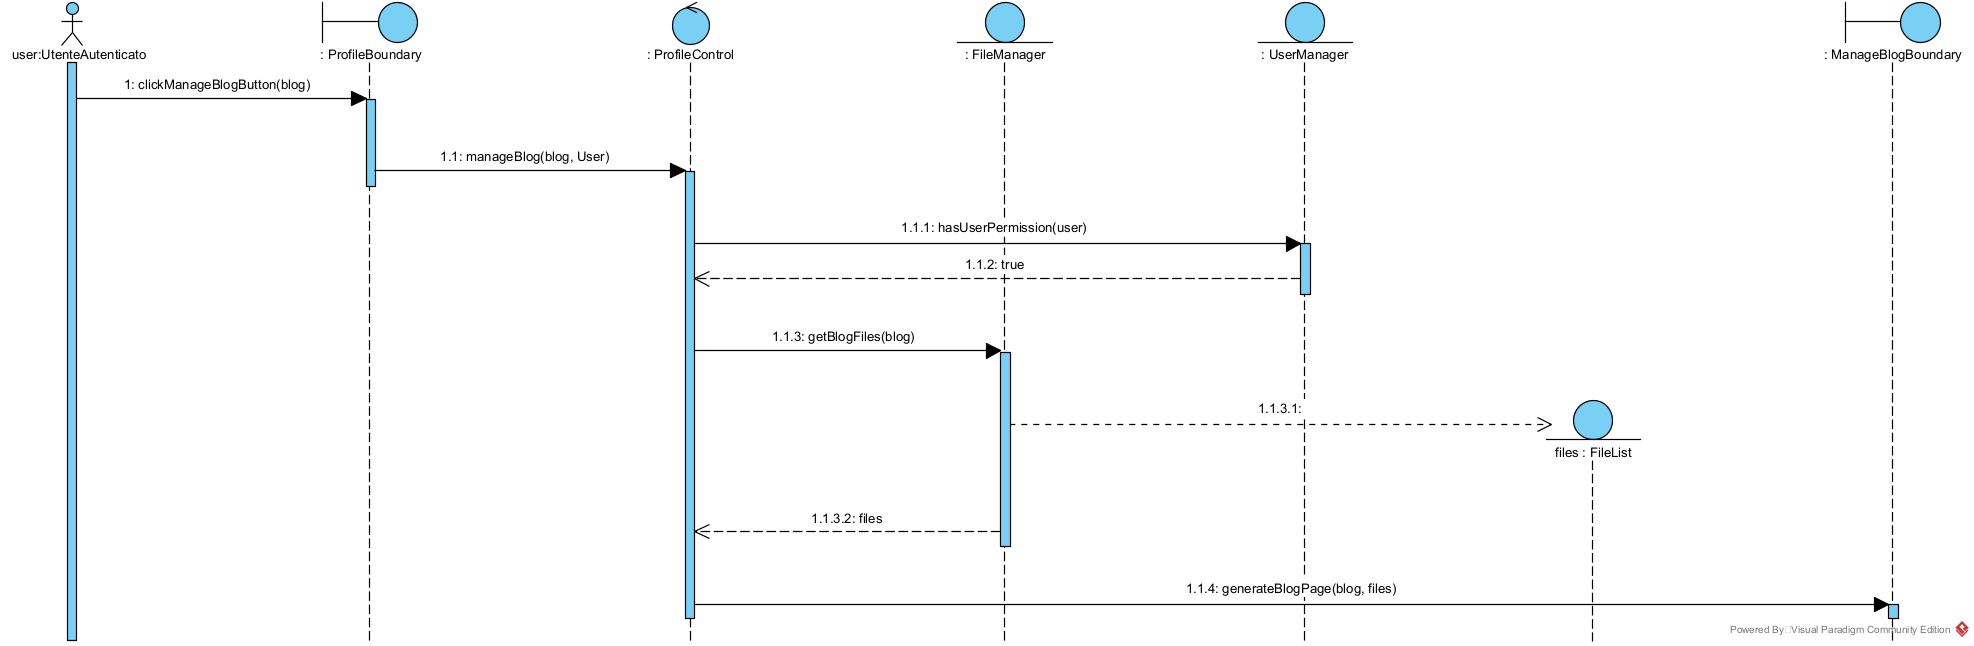 user:UtenteAutenticato
: ProfileBoundary
: ProfileControl
: FileManager
: UserManager
: ManageBlogBoundary
1: clickManageBlogButton(blog)
1.1: manageBlog(blog, User)
1.1.1: hasUserPermission(user)
1.1.2: true
1.1.3: getBlogFiles(blog)
1.1.3.1:
files : FileList
1.1.3.2: files
1.1.4: generateBlogPage(blog, files)
Powered By Visual Paradigm Community Edition